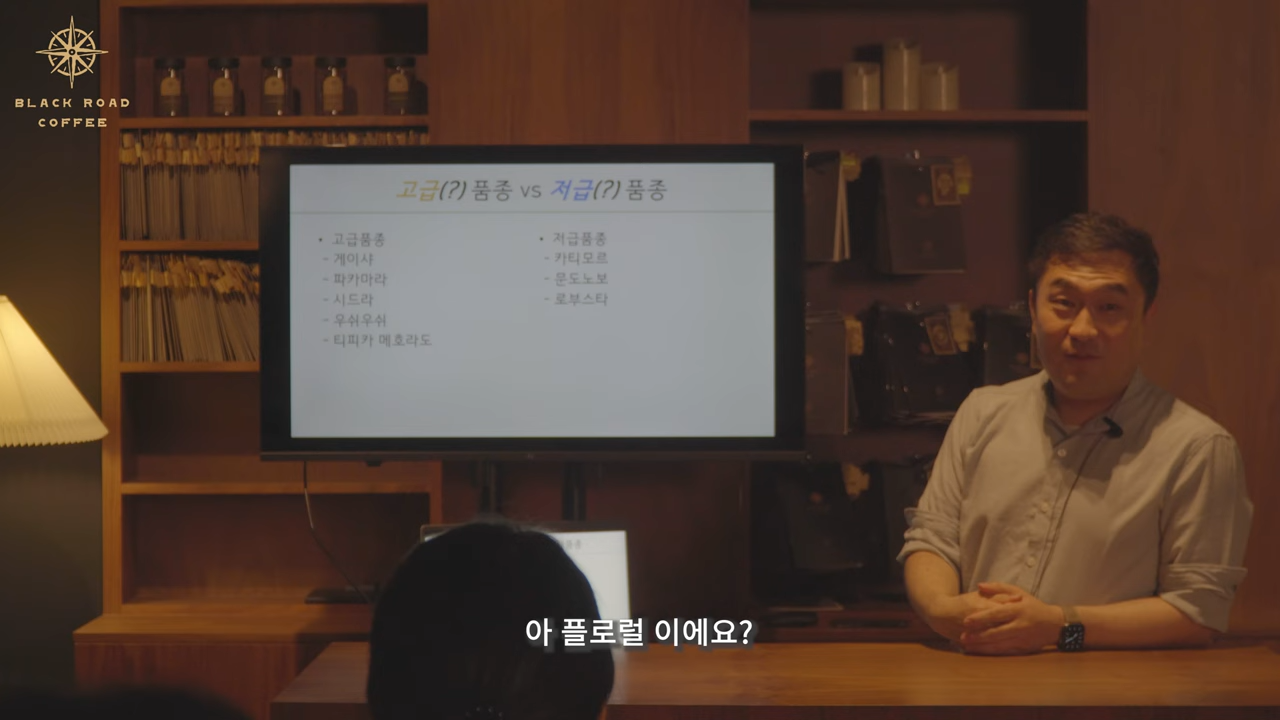 BLACK ROAD
COFFEE
고급(?) 품종 vs 저급(?) 품종
• 고급품종
- 게이샤
- 파카마라
- 시드라
- 우쉬우쉬
- 티피카 메호라도
• 저급품종
- 카티모르
- 문도노보
- 로부스타
아 플로럴 이에요?